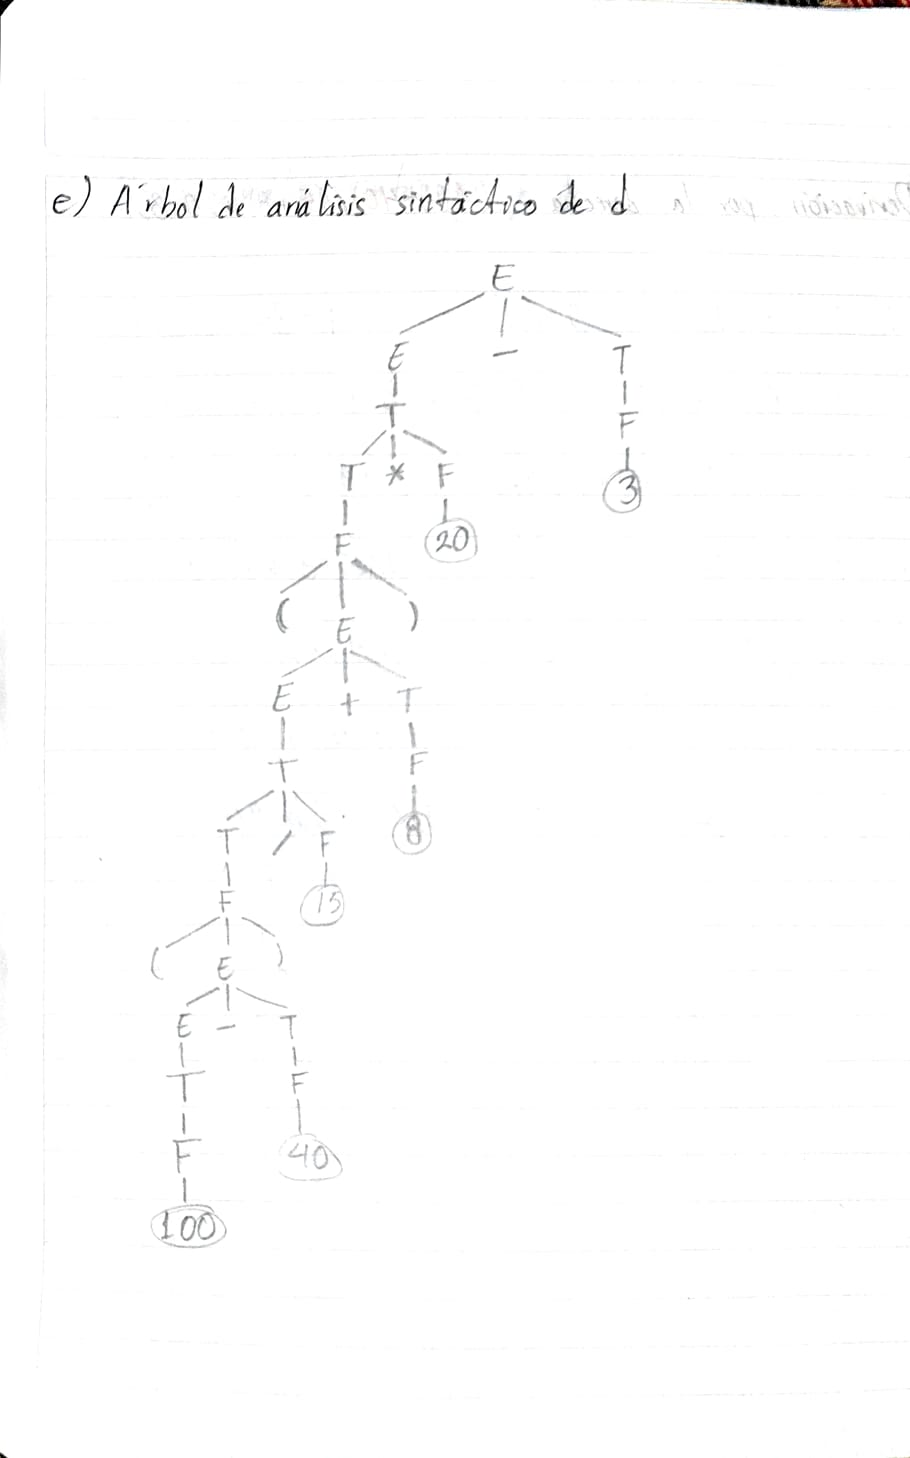 e) Árbol de análisis sintáctico de d
E
E - T
T F
T * F 3
F 20
( E )
E + T
T F
T / F 8
F 15
( E )
E - T
T F
F 40
100